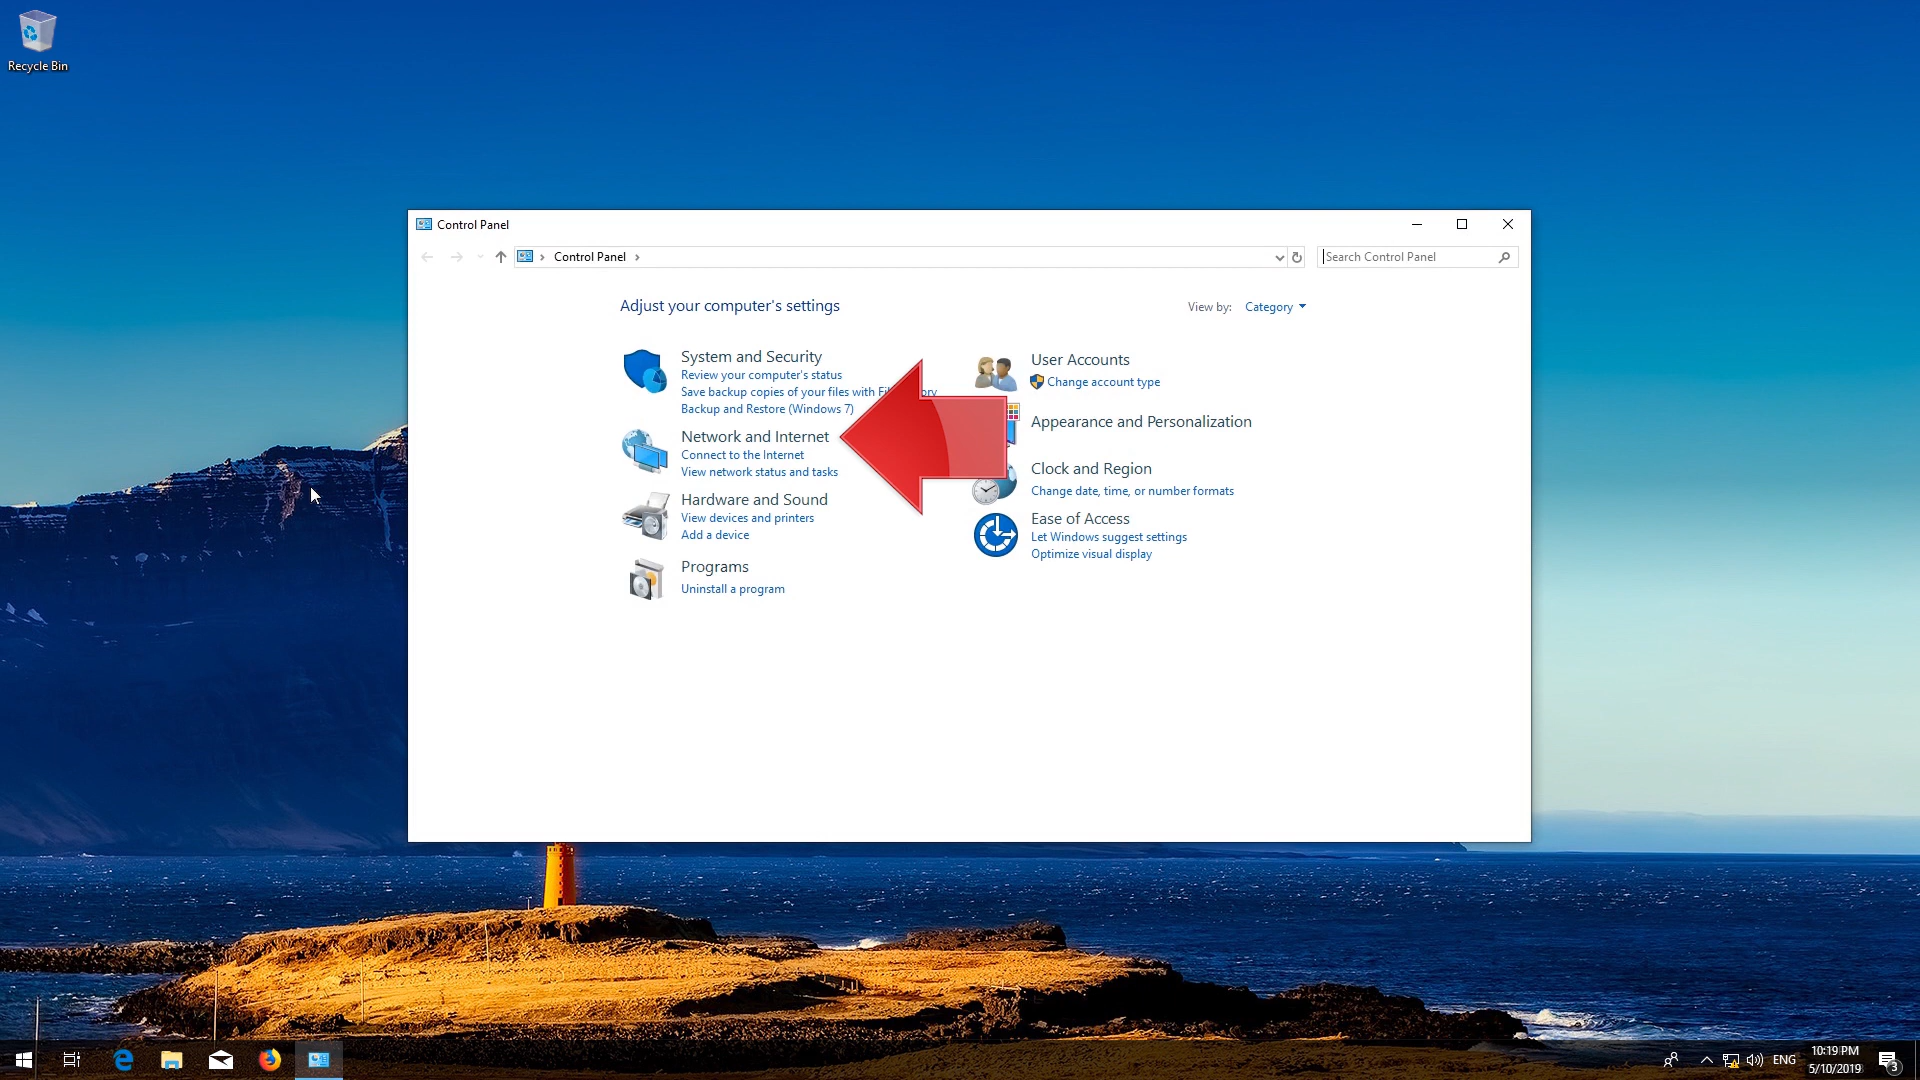 Recycle Bin
Control Panel
Control Panel
Search Control Panel
Adjust your computer's settings
View by: Category
System and Security
Review your computer's status
Save backup copies of your files with Fil ory
Backup and Restore (Windows 7)
Network and Internet
Connect to the Internet
View network status and tasks
Hardware and Sound
View devices and printers
Add a device
Programs
Uninstall a program
User Accounts
Change account type
Appearance and Personalization
Clock and Region
Change date, time, or number formats
Ease of Access
Let Windows suggest settings
Optimize visual display
ENG
10:19 PM
5/10/2019
3